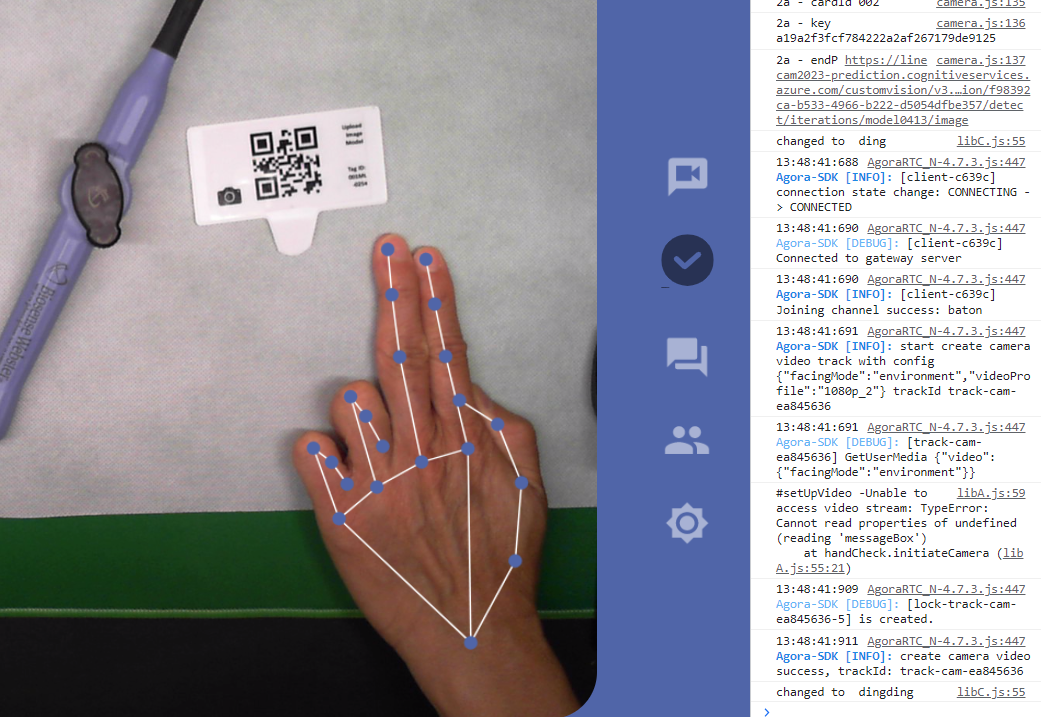 Biosense Webster
Upload
Image
Model
Tag ID:
001ML
-0254
2a - cardId 002 camera.js:135
2a - key camera.js:136
a19a2f3fcf784222a2af267179de9125
2a - endP https://line camera.js:137
cam2023-prediction.cognitiveservices.
azure.com/customvision/v3.…ion/f98392
ca-b533-4966-b222-d5054dfbe357/detec
t/iterations/model0413/image
changed to ding libC.js:55
13:48:41:688 AgoraRTC_N-4.7.3.js:447
Agora-SDK [INFO]: [client-c639c]
connection state change: CONNECTING -
> CONNECTED
13:48:41:690 AgoraRTC_N-4.7.3.js:447
Agora-SDK [DEBUG]: [client-c639c]
Connected to gateway server
13:48:41:690 AgoraRTC_N-4.7.3.js:447
Agora-SDK [INFO]: [client-c639c]
Joining channel success: baton
13:48:41:691 AgoraRTC_N-4.7.3.js:447
Agora-SDK [INFO]: start create camera
video track with config
{"facingMode":"environment","videoPro
file":"1080p_2"} trackId track-cam-
ea845636
13:48:41:691 AgoraRTC_N-4.7.3.js:447
Agora-SDK [DEBUG]: [track-cam-
ea845636] GetUserMedia {"video":
{"facingMode":"environment"}}
#setUpVideo -Unable to libA.js:59
access video stream: TypeError:
Cannot read properties of undefined
(reading 'messageBox')
at handCheck.initiateCamera (lib
A.js:55:21)
13:48:41:909 AgoraRTC_N-4.7.3.js:447
Agora-SDK [DEBUG]: [lock-track-cam-
ea845636-5] is created.
13:48:41:911 AgoraRTC_N-4.7.3.js:447
Agora-SDK [INFO]: create camera video
success, trackId: track-cam-ea845636
changed to dingding libC.js:55
>